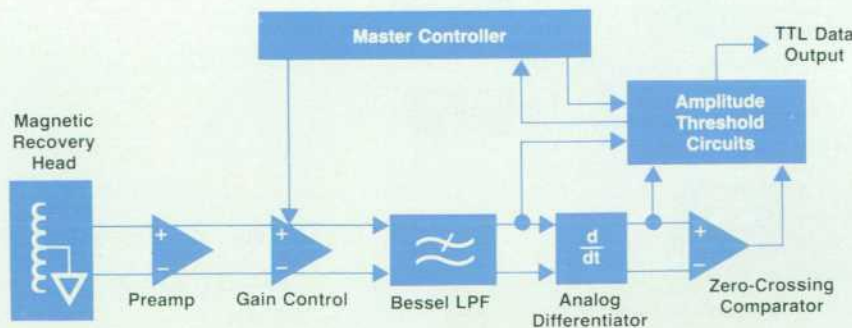 Master Controller
TTL Data
Output
Amplitude
Threshold
Circuits
Magnetic
Recovery
Head
+
−
Preamp
+
−
Gain Control
Bessel LPF
d
dt
Analog
Differentiator
+
−
Zero-Crossing
Comparator